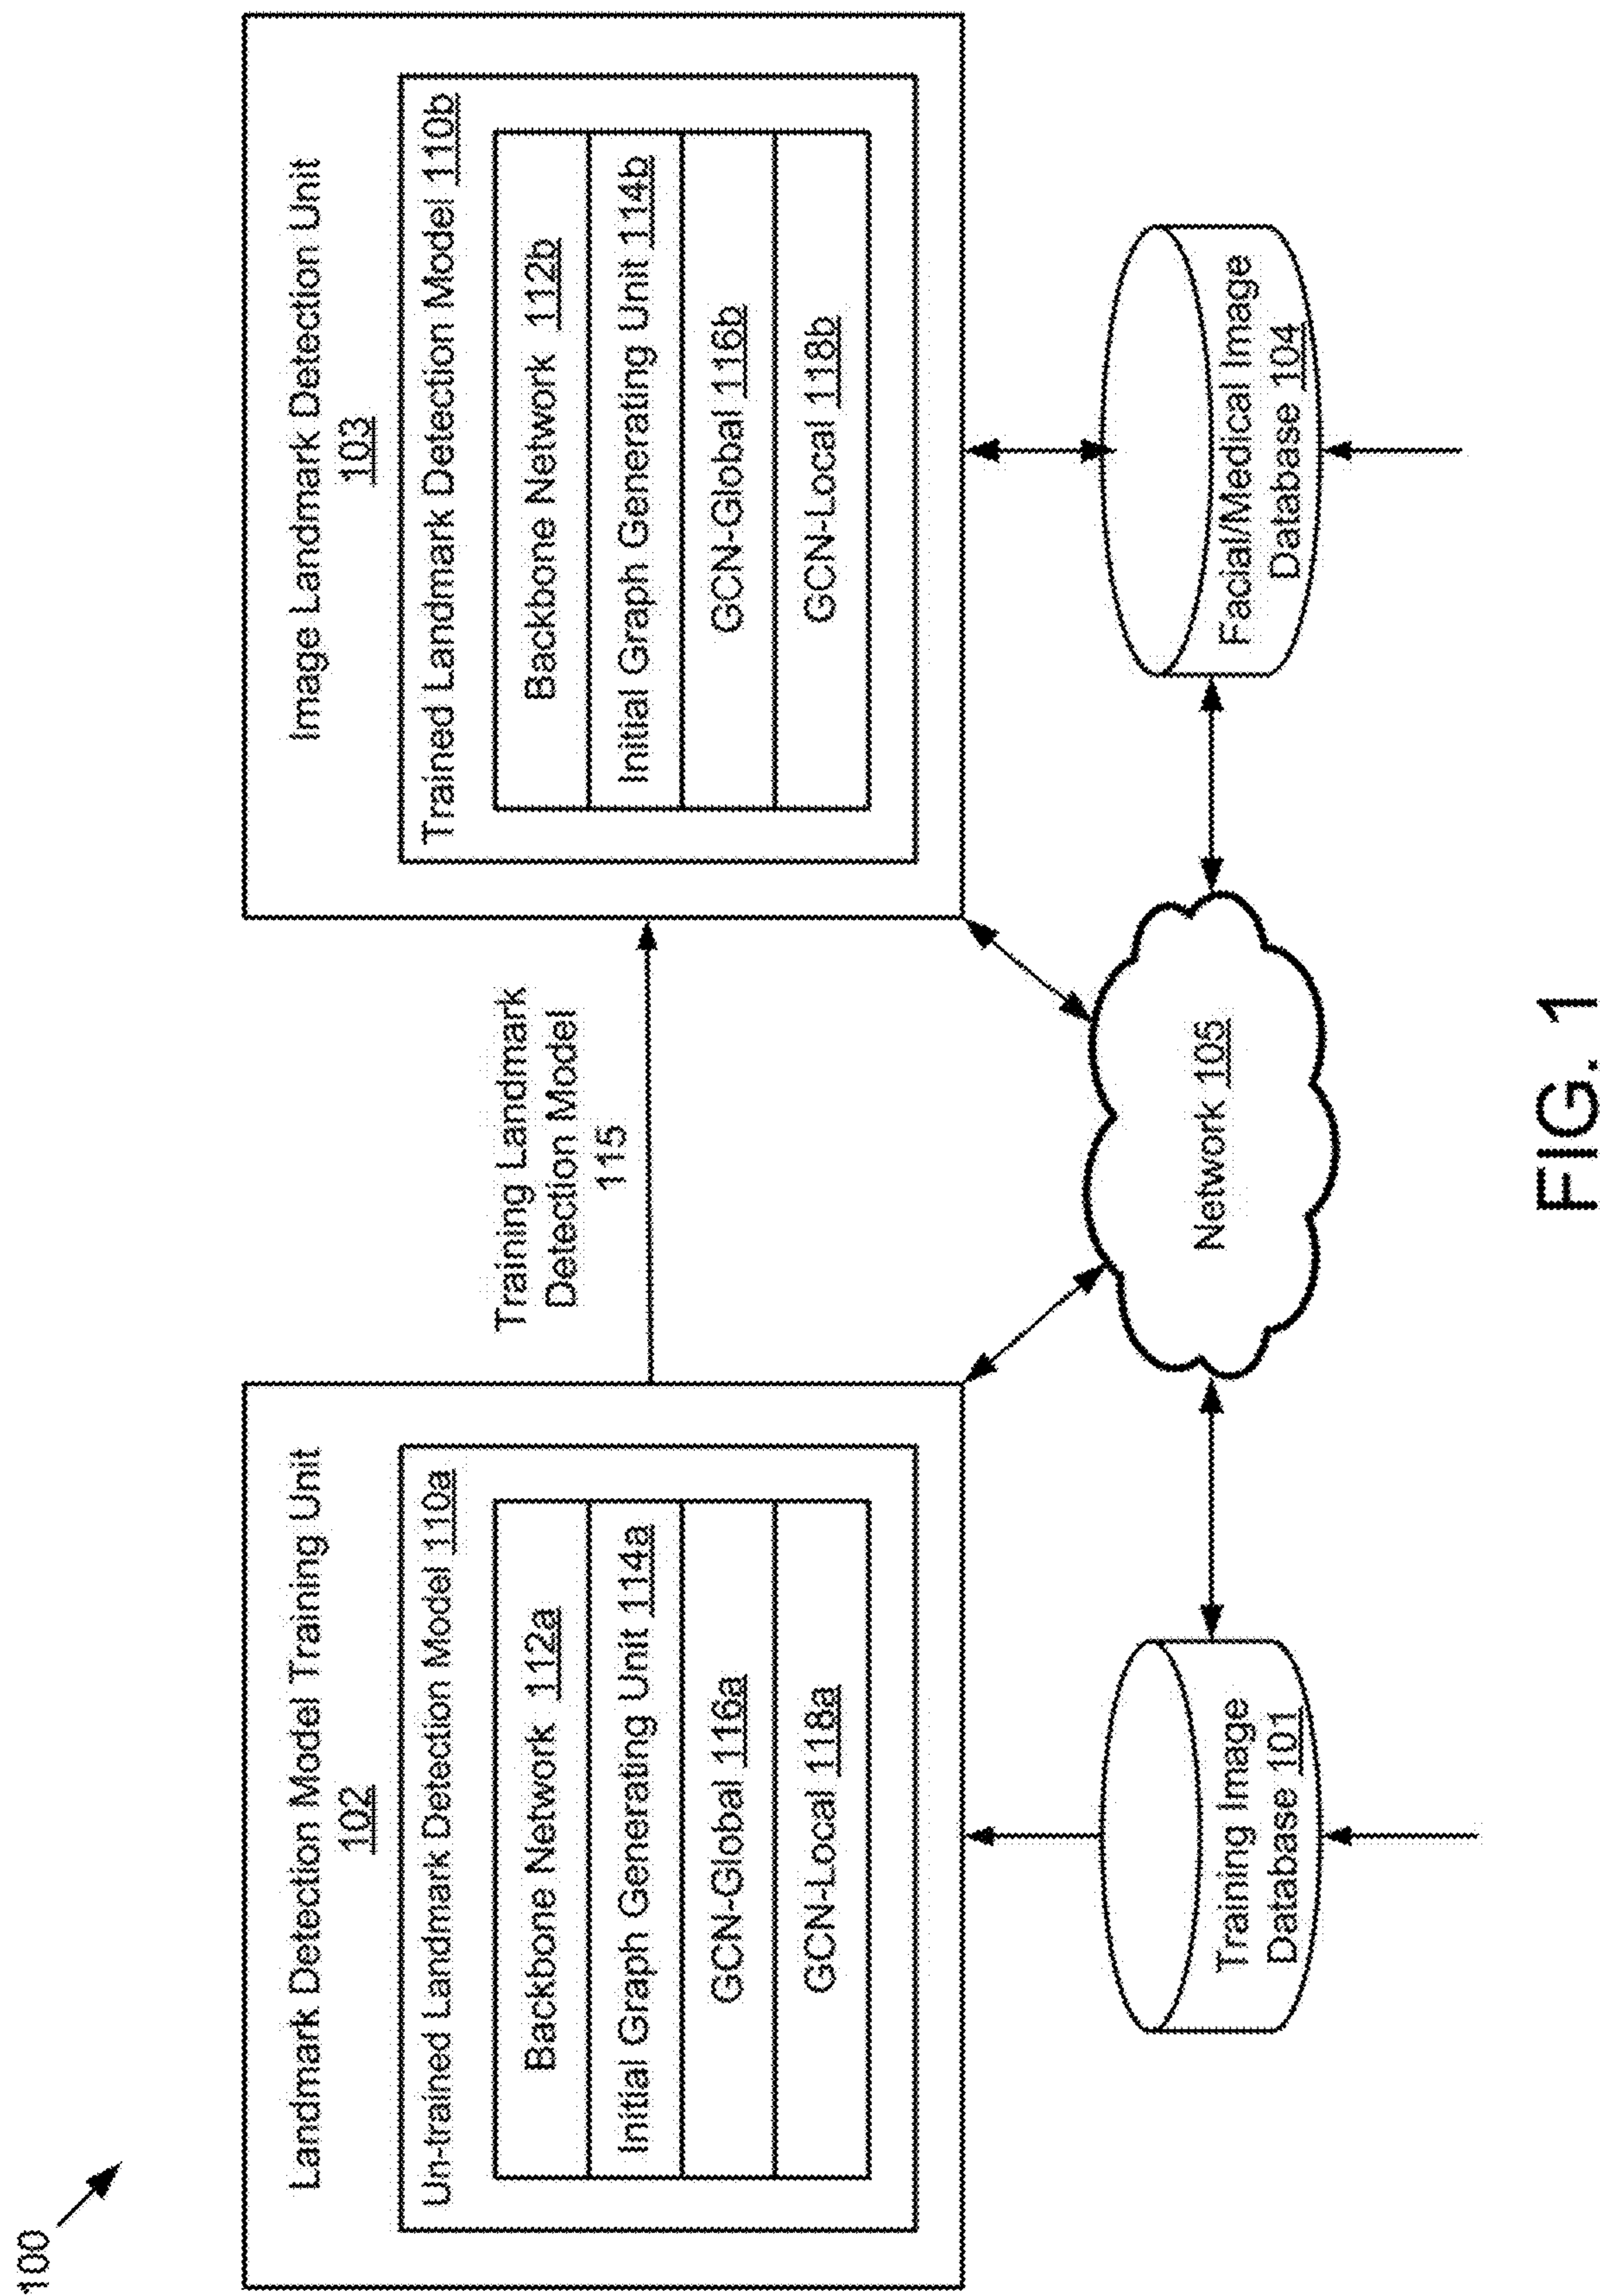 100
Landmark Detection Model Training Unit
102
Un-trained Landmark Detection Model 110a
Backbone Network 112a
Initial Graph Generating Unit 114a
GCN-Global 116a
GCN-Local 118a
Training Landmark
Detection Model
115
Image Landmark Detection Unit
103
Trained Landmark Detection Model 110b
Backbone Network 112b
Initial Graph Generating Unit 114b
GCN-Global 116b
GCN-Local 118b
Training Image
Database 101
Network 105
Facial/Medical Image
Database 104
FIG. 1